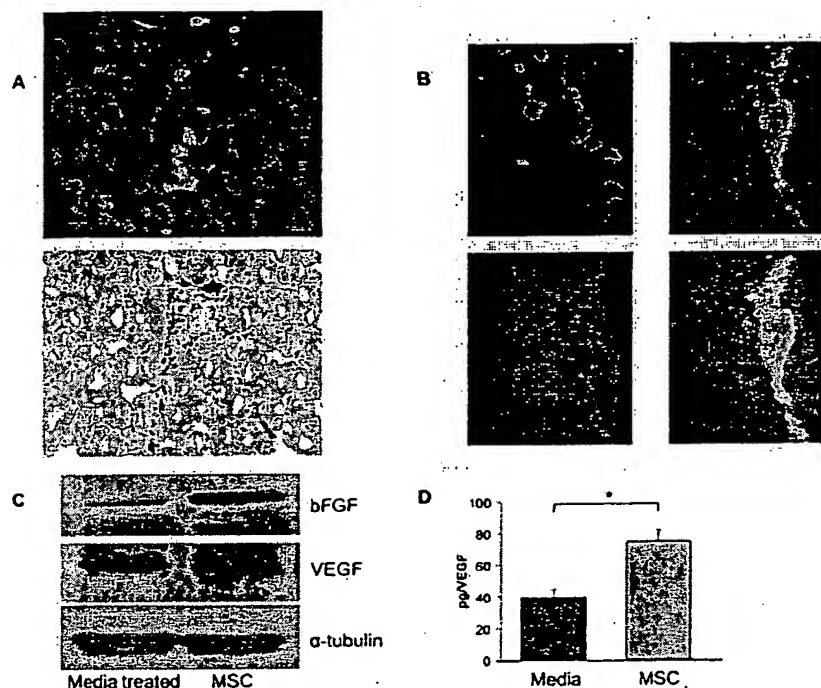 A
B
C
bFGF
VEGF
α-tubulin
Media treated MSC
D
*
100
80
60
40
20
0
pg/VEGF
Media MSC